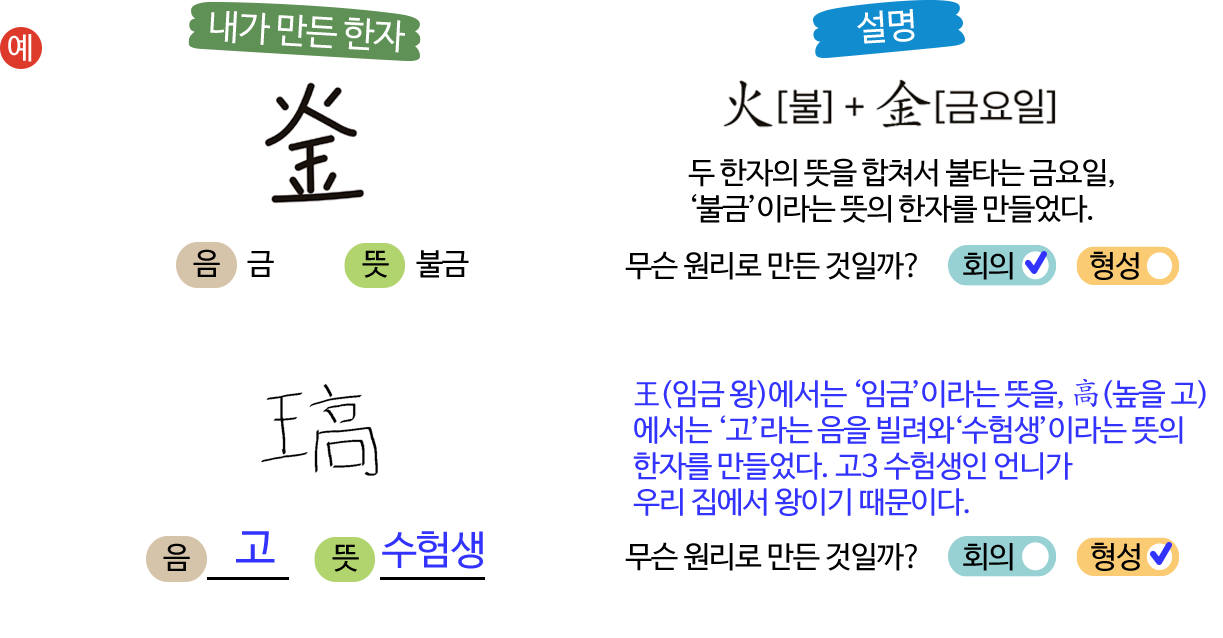 예
내가 만든 한자
설명
釜
火[불] + 金[금요일]
두 한자의 뜻을 합쳐서 불타는 금요일,
‘불금’이라는 뜻의 한자를 만들었다.
음 금 뜻 불금
무슨 원리로 만든 것일까? 회의 ✓ 형성
王高
王(임금 왕)에서는 ‘임금’이라는 뜻을, 高(높을 고)
에서는 ‘고’라는 음을 빌려와 ‘수험생’이라는 뜻의
한자를 만들었다. 고3 수험생인 언니가
우리 집에서 왕이기 때문이다.
음 고 뜻 수험생
무슨 원리로 만든 것일까? 회의 형성 ✓